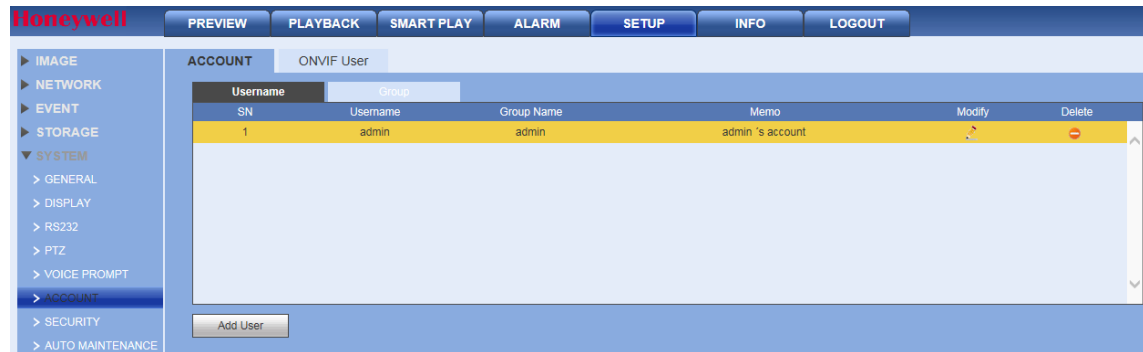 Honeywell
PREVIEW PLAYBACK SMART PLAY ALARM SETUP INFO LOGOUT
IMAGE
NETWORK
EVENT
STORAGE
SYSTEM
GENERAL
DISPLAY
RS232
PTZ
VOICE PROMPT
ACCOUNT
SECURITY
AUTO MAINTENANCE
ACCOUNT ONVIF User
Username Group
SN Username Group Name Memo Modify Delete
1 admin admin admin 's account
Add User